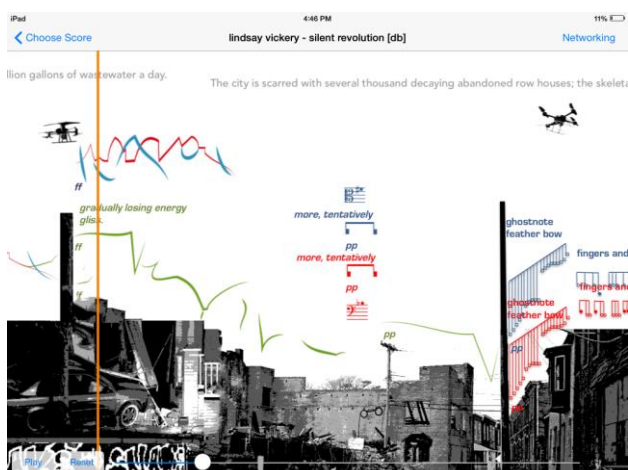 iPad 4:46 PM 11%
Choose Score lindsay vickery - silent revolution [db] Networking
llion gallons of wastewater a day.
The city is scarred with several thousand decaying abandoned row houses; the skeleta
ff
gradually losing energy
gliss.
ff
ff
more, tentatively
pp
more, tentatively
pp
pp
ghostnote
feather bow
fingers and
fingers and
ghostnote
feather bow
pp
pp
Play Reset